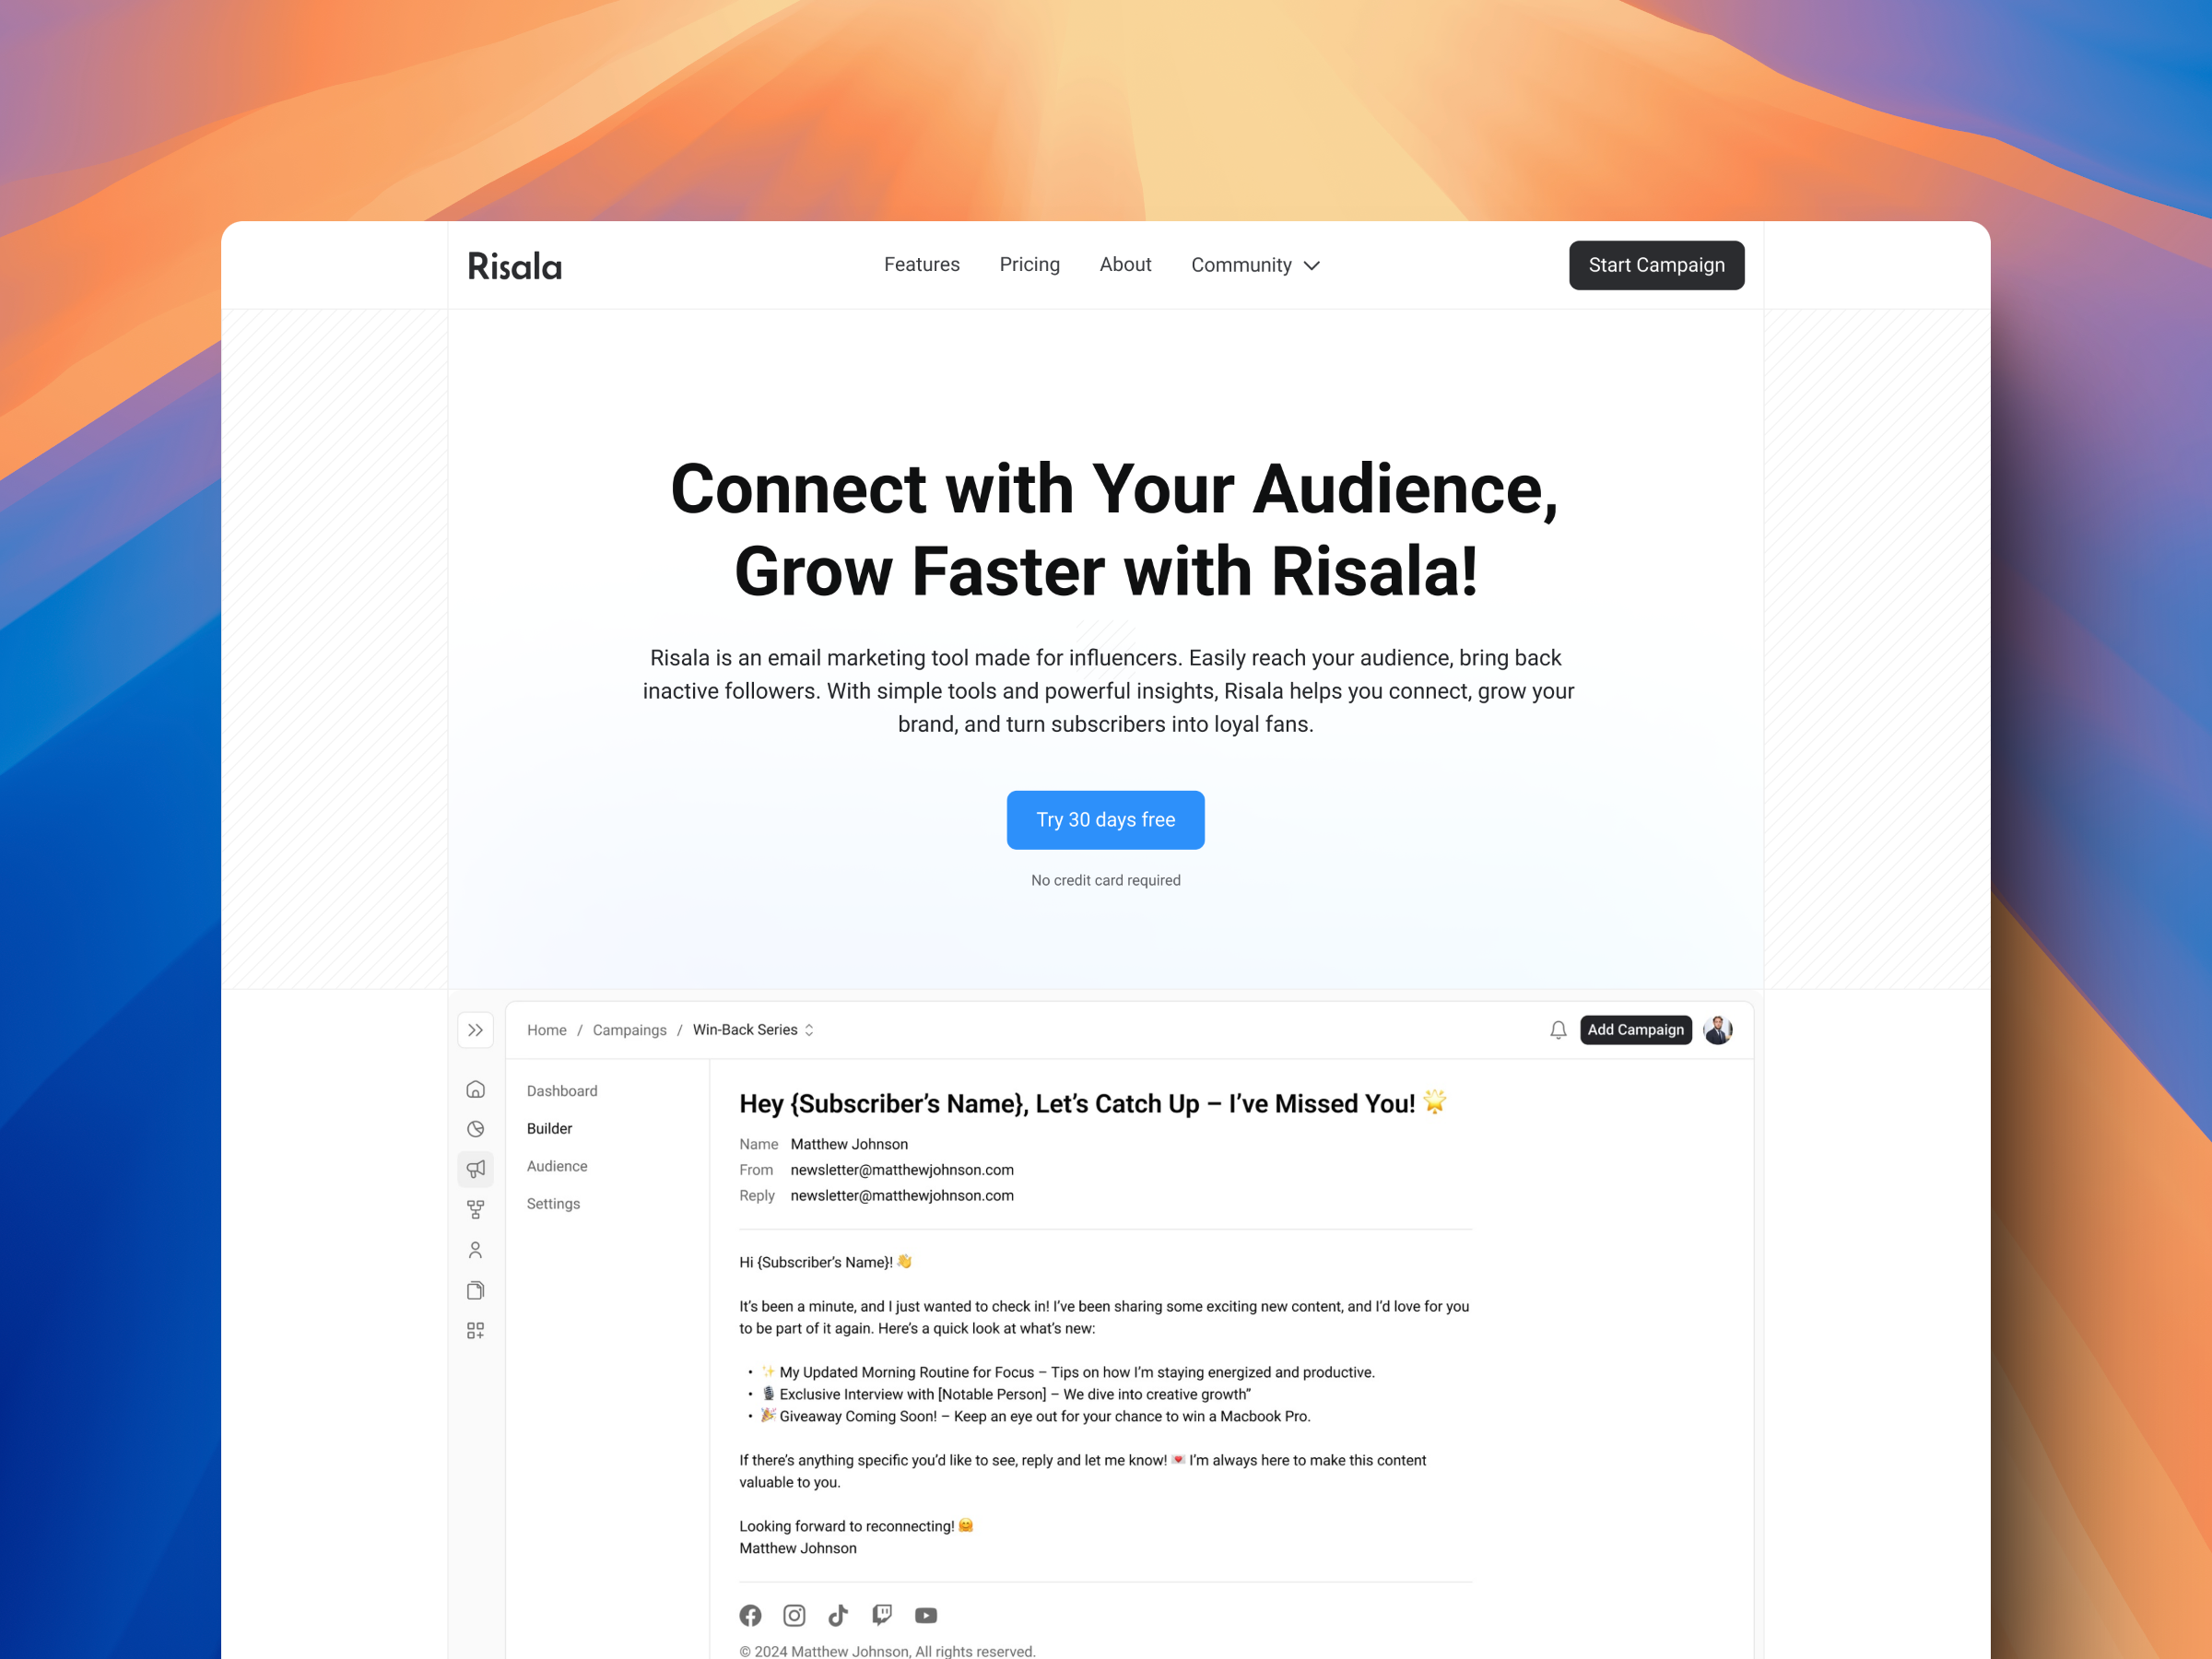 Risala
Features
Pricing
About
Community
Start Campaign
Connect with Your Audience,
Grow Faster with Risala!
Risala is an email marketing tool made for influencers. Easily reach your audience, bring back
inactive followers. With simple tools and powerful insights, Risala helps you connect, grow your
brand, and turn subscribers into loyal fans.
Try 30 days free
No credit card required
Home / Campaings / Win-Back Series
Add Campaign
Dashboard
Builder
Audience
Settings
Hey {Subscriber’s Name}, Let’s Catch Up – I’ve Missed You! 🌟
Name Matthew Johnson
From newsletter@matthewjohnson.com
Reply newsletter@matthewjohnson.com
Hi {Subscriber’s Name}! 👋
It’s been a minute, and I just wanted to check in! I’ve been sharing some exciting new content, and I’d love for you
to be part of it again. Here’s a quick look at what’s new:
• ✨ My Updated Morning Routine for Focus – Tips on how I’m staying energized and productive.
• 🎙️ Exclusive Interview with [Notable Person] – We dive into creative growth”
• 🎉 Giveaway Coming Soon! – Keep an eye out for your chance to win a Macbook Pro.
If there’s anything specific you’d like to see, reply and let me know! 💌 I’m always here to make this content
valuable to you.
Looking forward to reconnecting! 🤗
Matthew Johnson
© 2024 Matthew Johnson, All rights reserved.